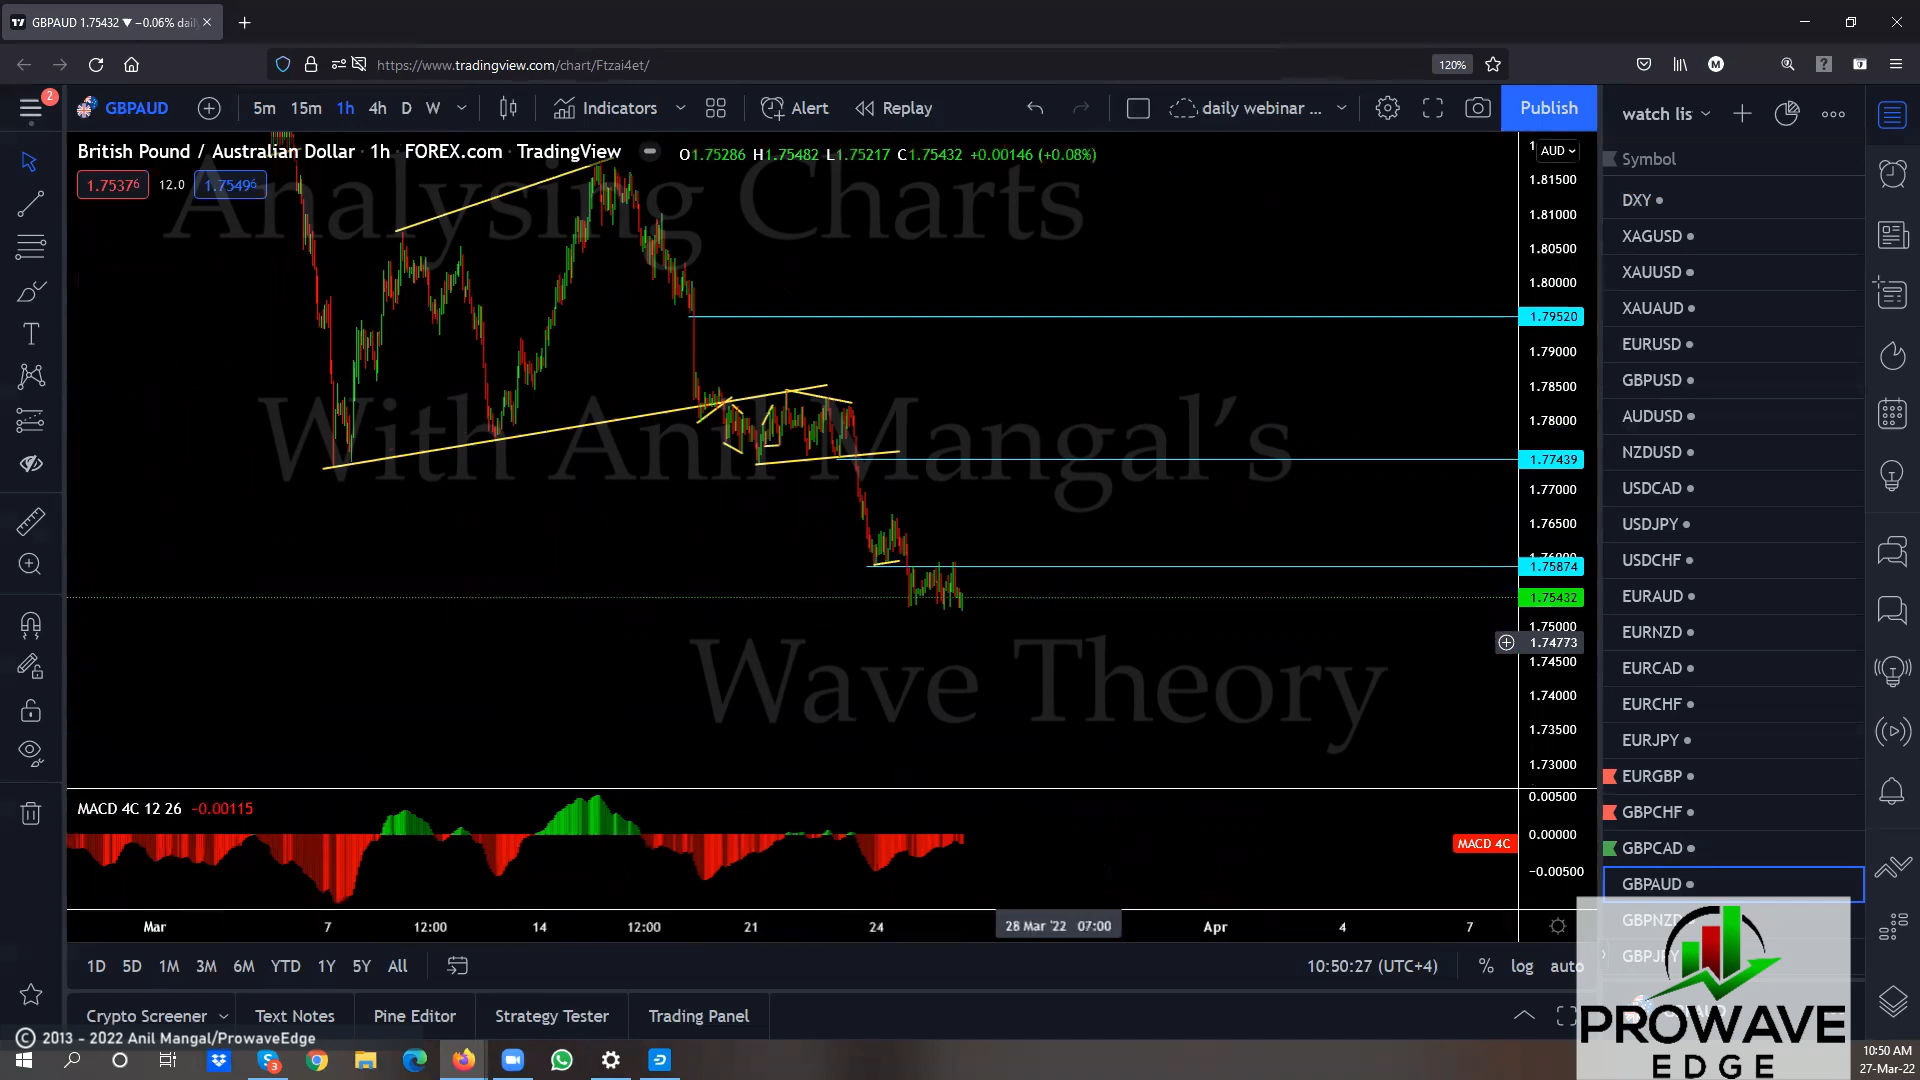 GBPAUD 1.75432 ▼ −0.06% dail
https://www.tradingview.com/chart/Ftzai4et/
120%
M
2
GBPAUD
5m 15m 1h 4h D W
Indicators
Alert
Replay
daily webinar ...
Publish
watch lis
British Pound / Australian Dollar · 1h · FOREX.com · TradingView
O1.75286 H1.75482 L1.75217 C1.75432 +0.00146 (+0.08%)
AUD
1.75376 12.0 1.75496
Analysing Charts
With Anil Mangal's
Wave Theory
1.81500
1.81000
1.80500
1.80000
1.79520
1.79000
1.78500
1.78000
1.77439
1.77000
1.76500
1.75874
1.75432
1.75000
1.74773
1.74500
1.74000
1.73500
1.73000
Symbol
DXY
XAGUSD
XAUUSD
XAUAUD
EURUSD
GBPUSD
AUDUSD
NZDUSD
USDCAD
USDJPY
USDCHF
EURAUD
EURNZD
EURCAD
EURCHF
EURJPY
EURGBP
GBPCHF
GBPCAD
GBPAUD
GBPNZD
GBPJPY
MACD 4C 12 26 −0.00115
0.00500
0.00000
MACD 4C
−0.00500
Mar 7 12:00 14 12:00 21 24 28 Mar '22 07:00 Apr 4 7
1D 5D 1M 3M 6M YTD 1Y 5Y All
10:50:27 (UTC+4) % log auto
Crypto Screener Text Notes Pine Editor Strategy Tester Trading Panel
© 2013 - 2022 Anil Mangal/ProwaveEdge
PROWAVE
EDGE
3
10:50 AM
27-Mar-22